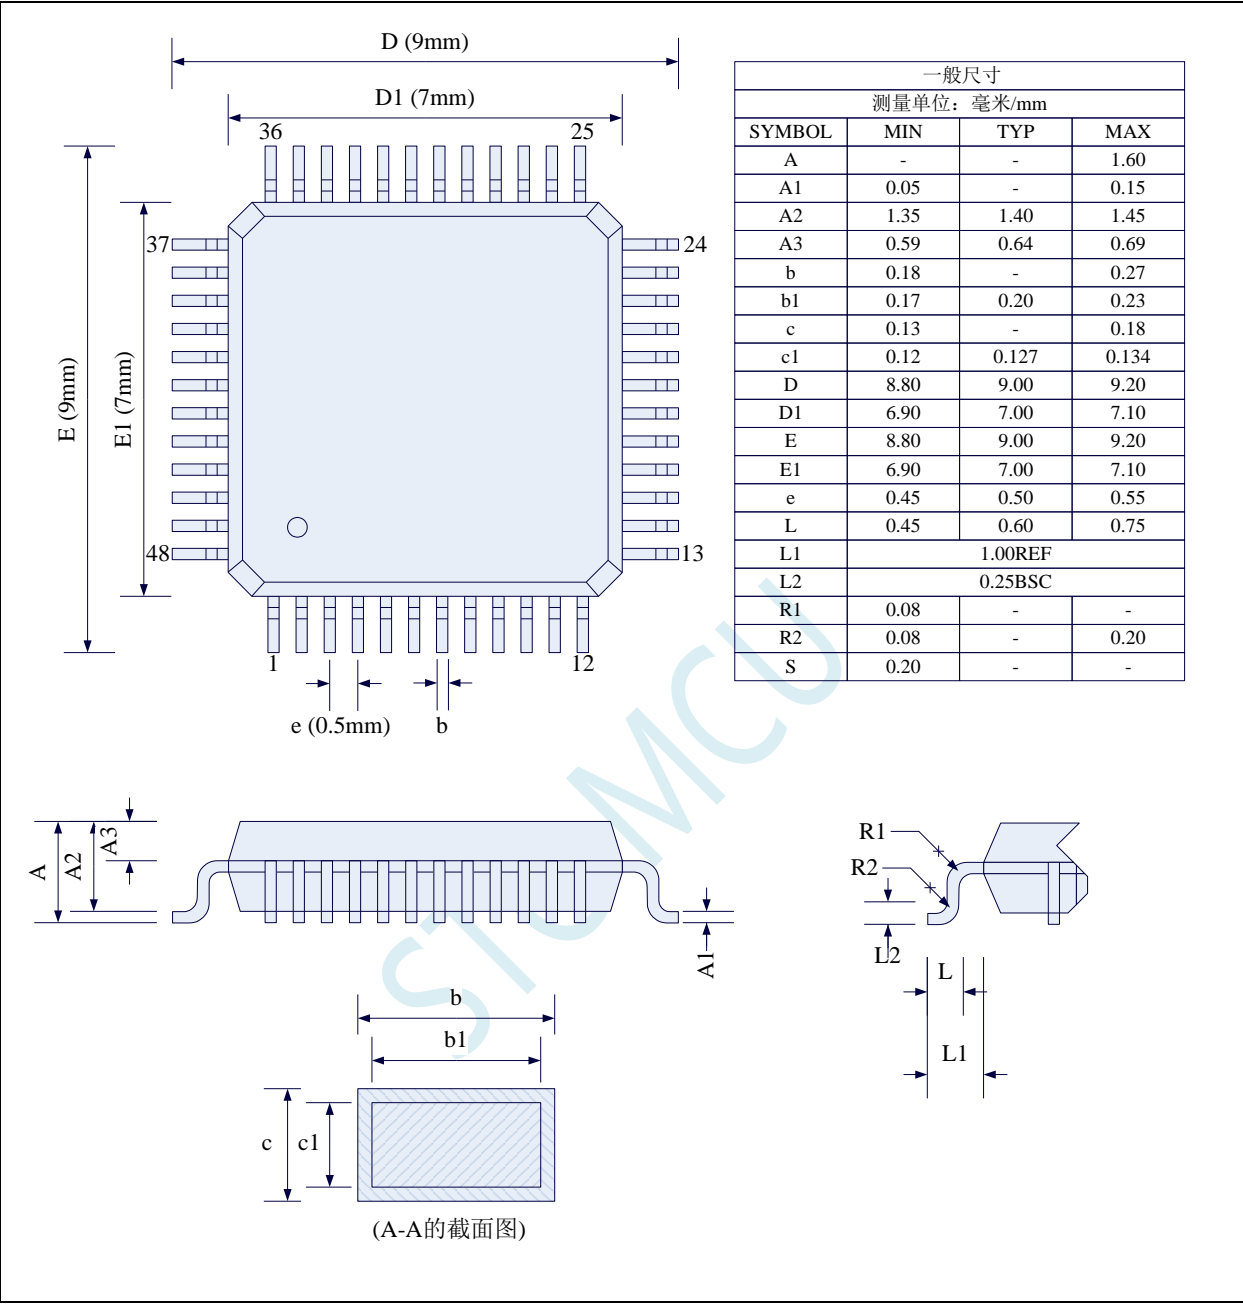 D (9mm)
D1 (7mm)
36
25
37
24
48
13
1
12
E (9mm)
E1 (7mm)
e (0.5mm)
b
一般尺寸
测量单位：毫米/mm
SYMBOL MIN TYP MAX
A - - 1.60
A1 0.05 - 0.15
A2 1.35 1.40 1.45
A3 0.59 0.64 0.69
b 0.18 - 0.27
b1 0.17 0.20 0.23
c 0.13 - 0.18
c1 0.12 0.127 0.134
D 8.80 9.00 9.20
D1 6.90 7.00 7.10
E 8.80 9.00 9.20
E1 6.90 7.00 7.10
e 0.45 0.50 0.55
L 0.45 0.60 0.75
L1 1.00REF
L2 0.25BSC
R1 0.08 - -
R2 0.08 - 0.20
S 0.20 - -
A
A2
A3
A1
R1
R2
L2
L
L1
b
b1
c
c1
(A-A的截面图)
STCMCU